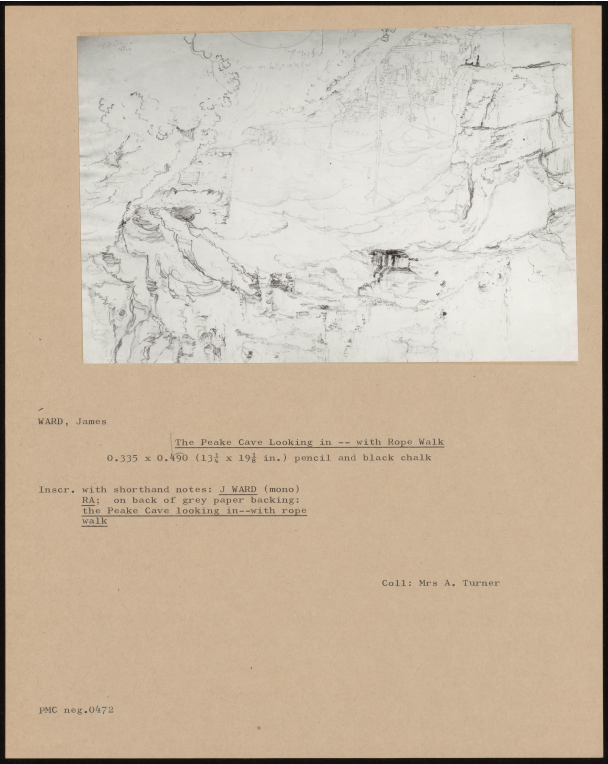 WARD, James
The Peake Cave Looking in -- with Rope Walk
0.335 x 0.490 (13¼ x 19⅛ in.) pencil and black chalk
Inscr. with shorthand notes: J WARD (mono)
RA; on back of grey paper backing:
the Peake Cave looking in--with rope
walk
Coll: Mrs A. Turner
PMC neg.0472